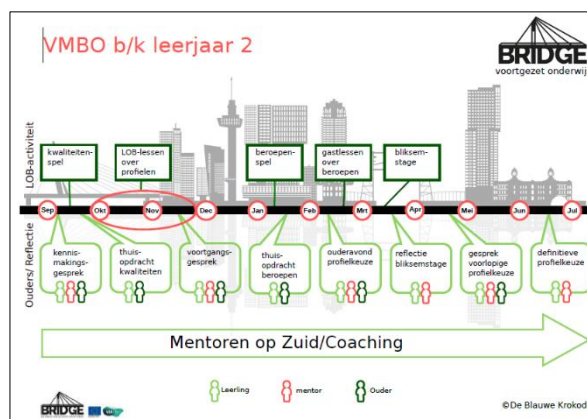 VMBO b/k leerjaar 2
BRIDGE
voortgezet onderwij
LOB-activiteit
kwaliteiten-
spel
LOB-lessen
over
profielen
beroepen-
spel
gastlessen
over
beroepen
bliksem-
stage
Sep
Okt
Nov
Dec
Jan
Feb
Mrt
Apr
Mei
Jun
Jul
Ouders/ Reflectie
kennis-
makings-
gesprek
thuis-
opdracht
kwaliteiten
voortgangs-
gesprek
thuis-
opdracht
beroepen
ouderavond
profielkeuze
reflectie
bliksemstage
gesprek
voorlopige
profielkeuze
definitieve
profielkeuze
Mentoren op Zuid/Coaching
Leerling
mentor
Ouder
BRIDGE
©De Blauwe Krokod